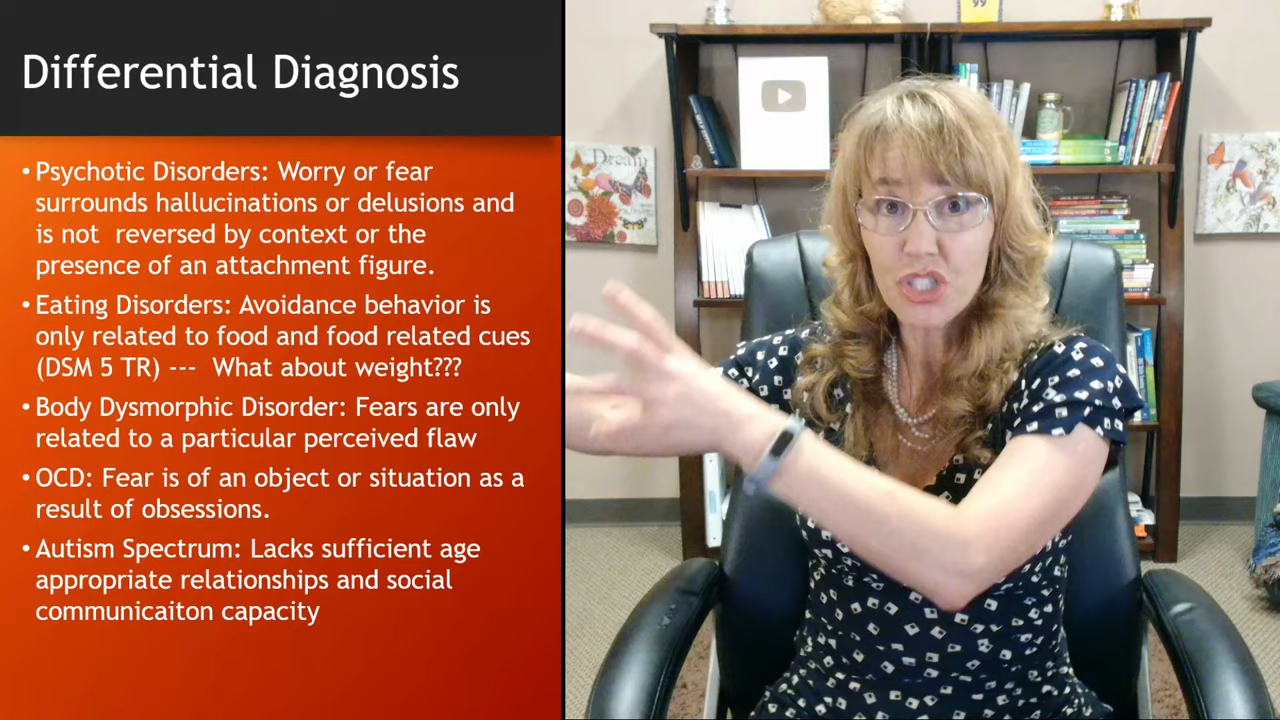 Differential Diagnosis
• Psychotic Disorders: Worry or fear
surrounds hallucinations or delusions and
is not  reversed by context or the
presence of an attachment figure.
• Eating Disorders: Avoidance behavior is
only related to food and food related cues
(DSM 5 TR) ---  What about weight???
• Body Dysmorphic Disorder: Fears are only
related to a particular perceived flaw
• OCD: Fear is of an object or situation as a
result of obsessions.
• Autism Spectrum: Lacks sufficient age
appropriate relationships and social
communicaiton capacity
99
Dream